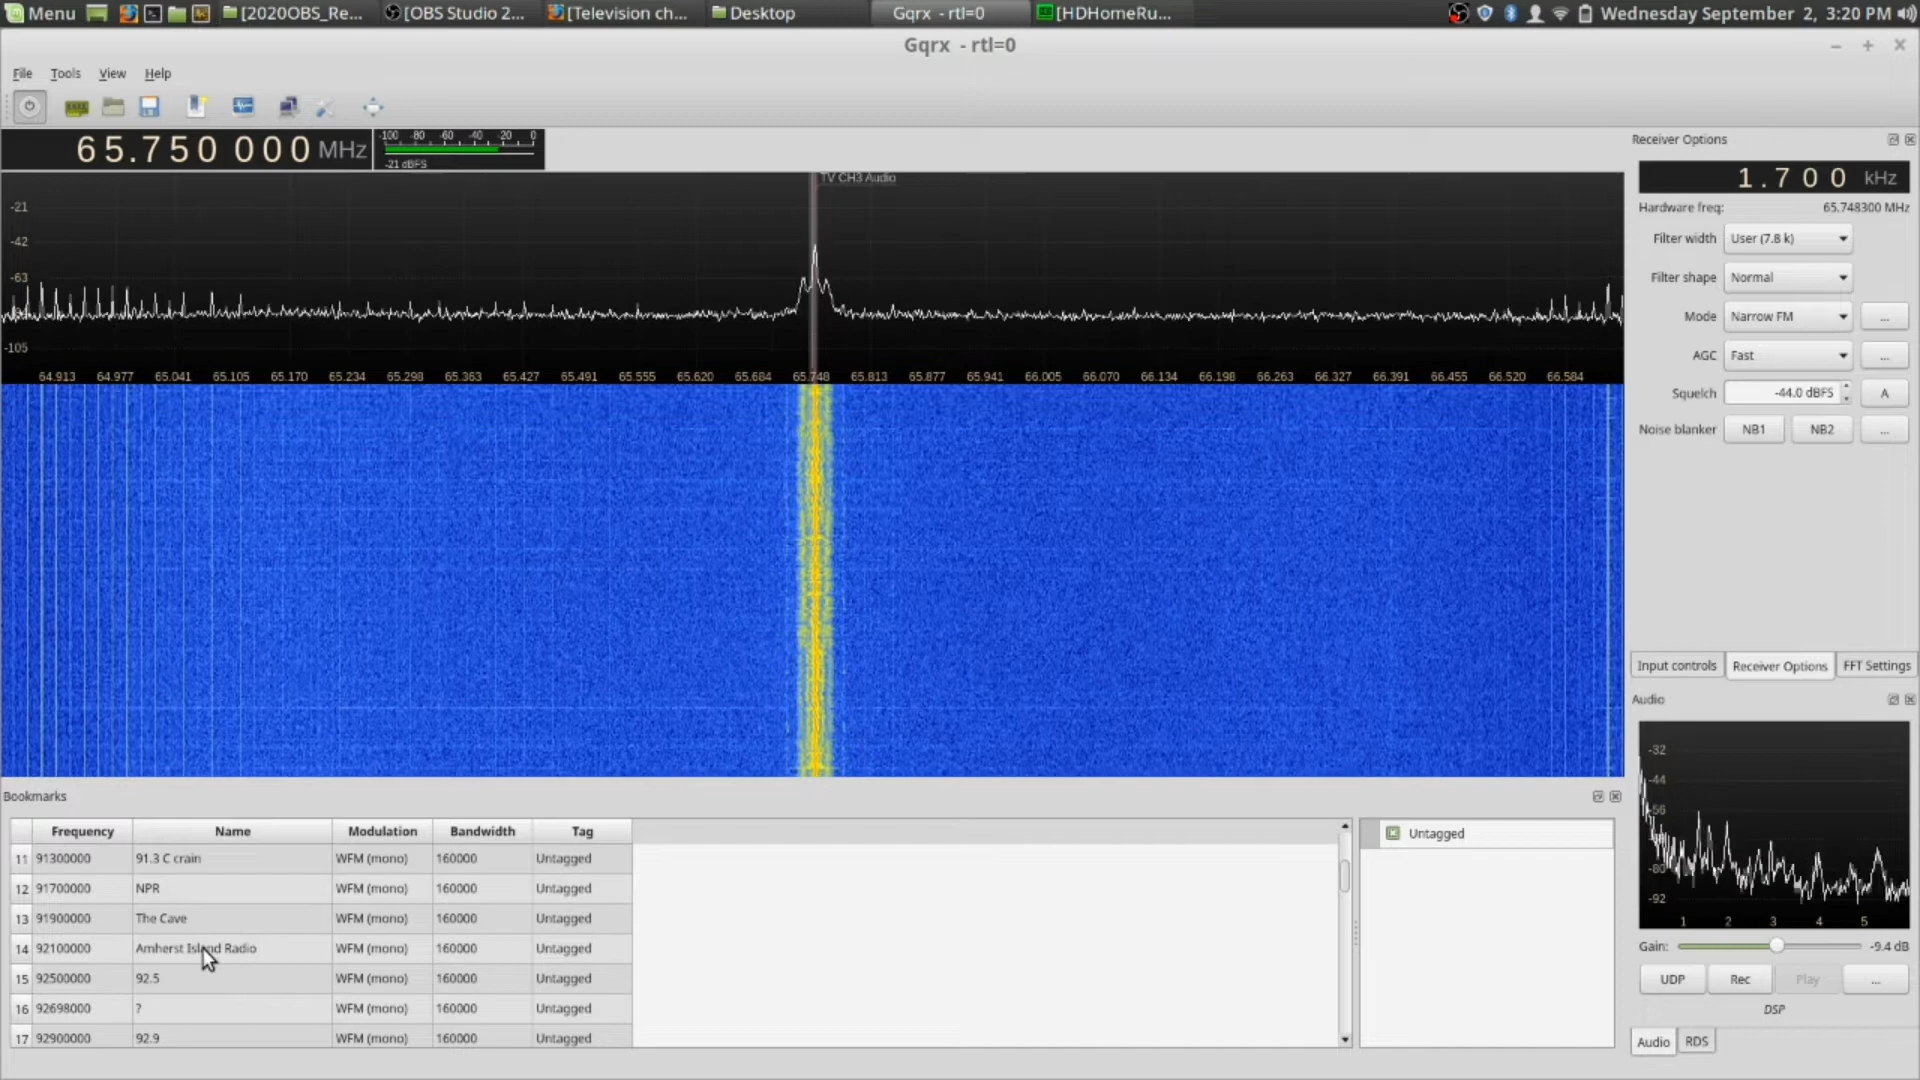 Menu [2020OBS_Re... [OBS Studio 2... [Television ch... Desktop Gqrx - rtl=0 [HDHomeRu... Wednesday September 2, 3:20 PM
Gqrx - rtl=0
File Tools View Help
65.750 000 MHz
-100 -80 -60 -40 -20 0
-21 dBFS
TV CH3 Audio
-21
-42
-63
-105
64.913 64.977 65.041 65.105 65.170 65.234 65.298 65.363 65.427 65.491 65.555 65.620 65.684 65.748 65.813 65.877 65.941 66.005 66.070 66.134 66.198 66.263 66.327 66.391 66.455 66.520 66.584
Receiver Options
1.700 kHz
Hardware freq: 65.748300 MHz
Filter width User (7.8 k)
Filter shape Normal
Mode Narrow FM ...
AGC Fast ...
Squelch -44.0 dBFS A
Noise blanker NB1 NB2 ...
Input controls Receiver Options FFT Settings
Audio
-32
-44
-56
-80
-92
1 2 3 4 5
Gain: -9.4 dB
UDP Rec Play ...
DSP
Audio RDS
Bookmarks
Frequency Name Modulation Bandwidth Tag
11 91300000 91.3 C crain WFM (mono) 160000 Untagged
12 91700000 NPR WFM (mono) 160000 Untagged
13 91900000 The Cave WFM (mono) 160000 Untagged
14 92100000 Amherst Island Radio WFM (mono) 160000 Untagged
15 92500000 92.5 WFM (mono) 160000 Untagged
16 92698000 ? WFM (mono) 160000 Untagged
17 92900000 92.9 WFM (mono) 160000 Untagged
Untagged